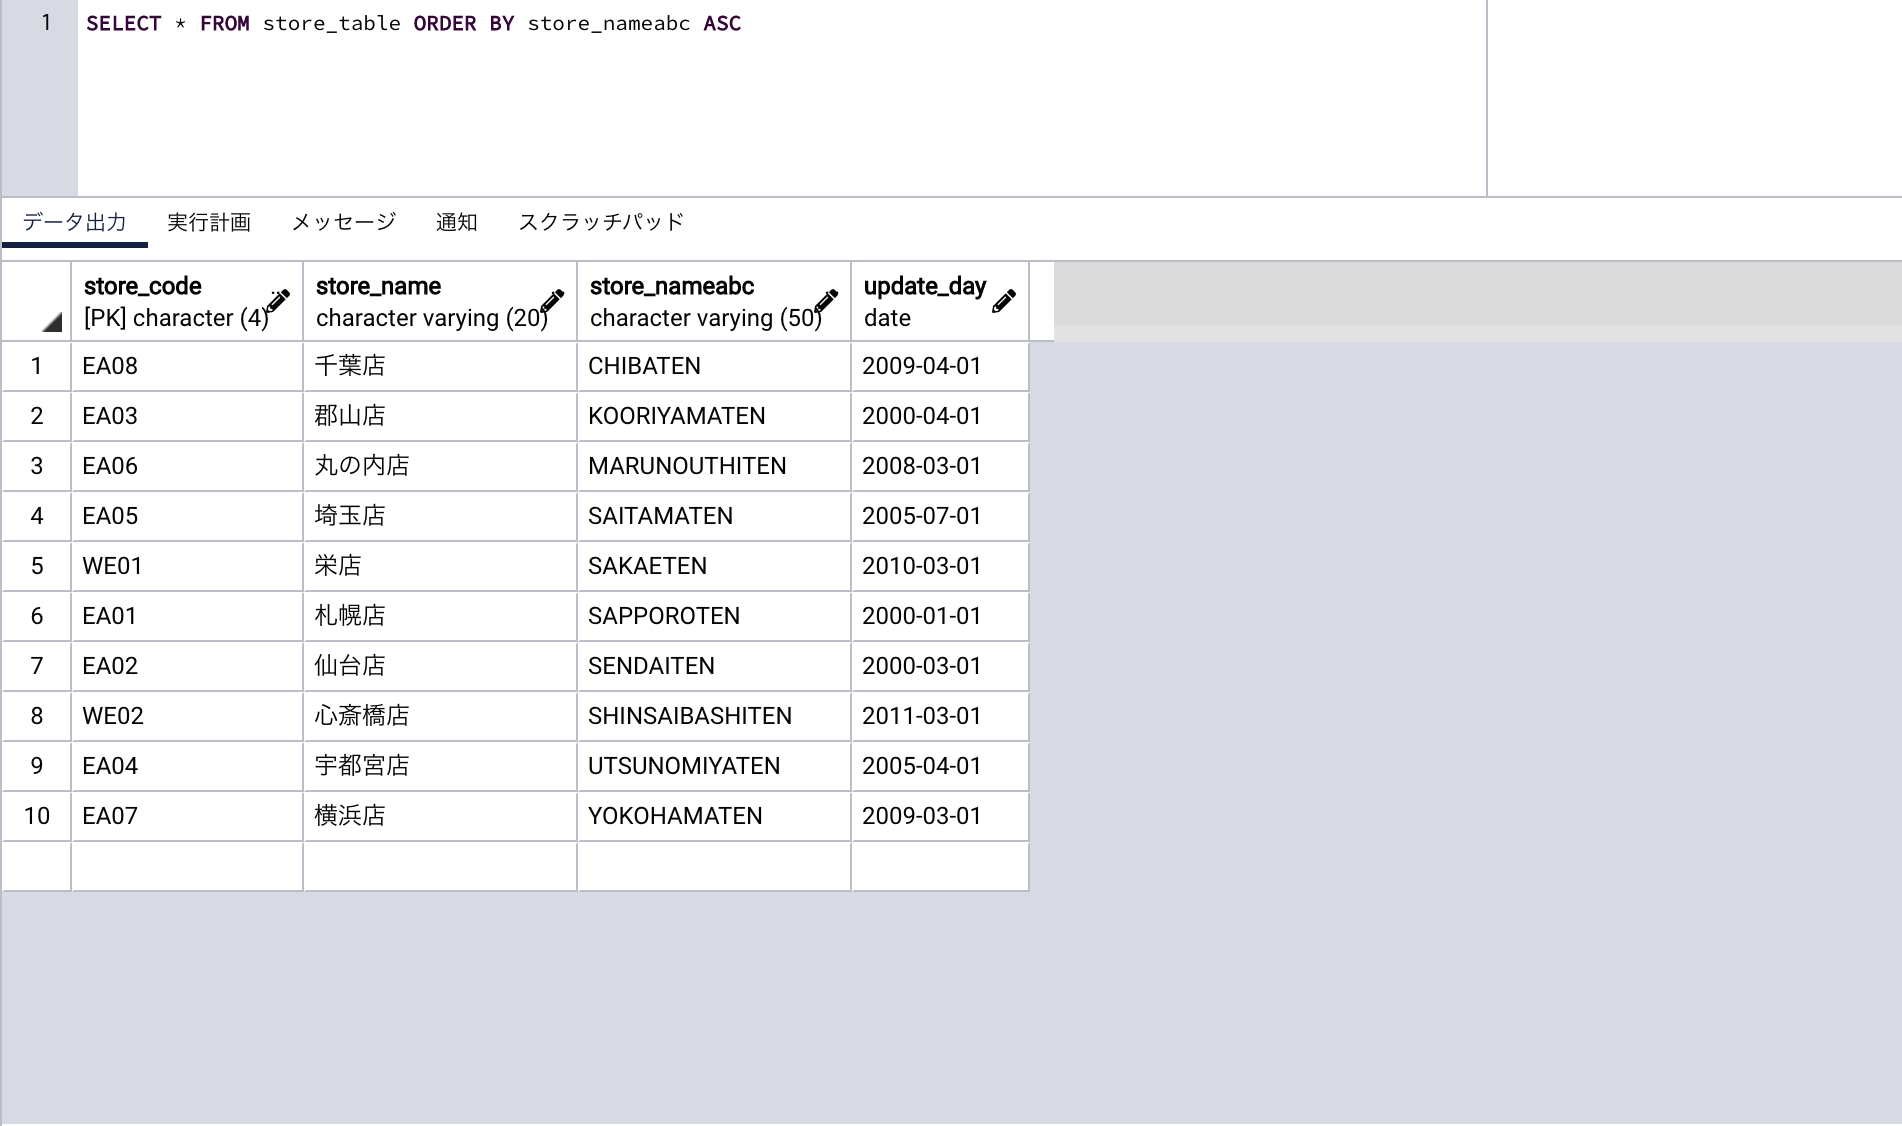 1 SELECT * FROM store_table ORDER BY store_nameabc ASC
データ出力 実行計画 メッセージ 通知 スクラッチパッド
store_code store_name store_nameabc update_day
[PK] character (4) character varying (20) character varying (50) date
1 EA08 千葉店 CHIBATEN 2009-04-01
2 EA03 郡山店 KOORIYAMATEN 2000-04-01
3 EA06 丸の内店 MARUNOUTHITEN 2008-03-01
4 EA05 埼玉店 SAITAMATEN 2005-07-01
5 WE01 栄店 SAKAETEN 2010-03-01
6 EA01 札幌店 SAPPOROTEN 2000-01-01
7 EA02 仙台店 SENDAITEN 2000-03-01
8 WE02 心斎橋店 SHINSAIBASHITEN 2011-03-01
9 EA04 宇都宮店 UTSUNOMIYATEN 2005-04-01
10 EA07 横浜店 YOKOHAMATEN 2009-03-01